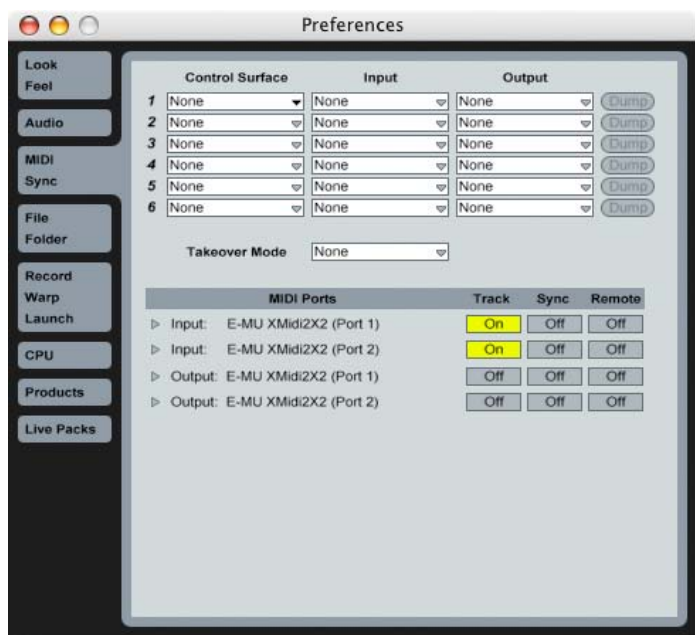 Preferences
Look
Feel
Audio
MIDI
Sync
File
Folder
Record
Warp
Launch
CPU
Products
Live Packs
Control Surface Input Output
1 None None None Dump
2 None None None Dump
3 None None None Dump
4 None None None Dump
5 None None None Dump
6 None None None Dump
Takeover Mode None
MIDI Ports Track Sync Remote
Input: E-MU XMidi2X2 (Port 1) On Off Off
Input: E-MU XMidi2X2 (Port 2) On Off Off
Output: E-MU XMidi2X2 (Port 1) Off Off Off
Output: E-MU XMidi2X2 (Port 2) Off Off Off